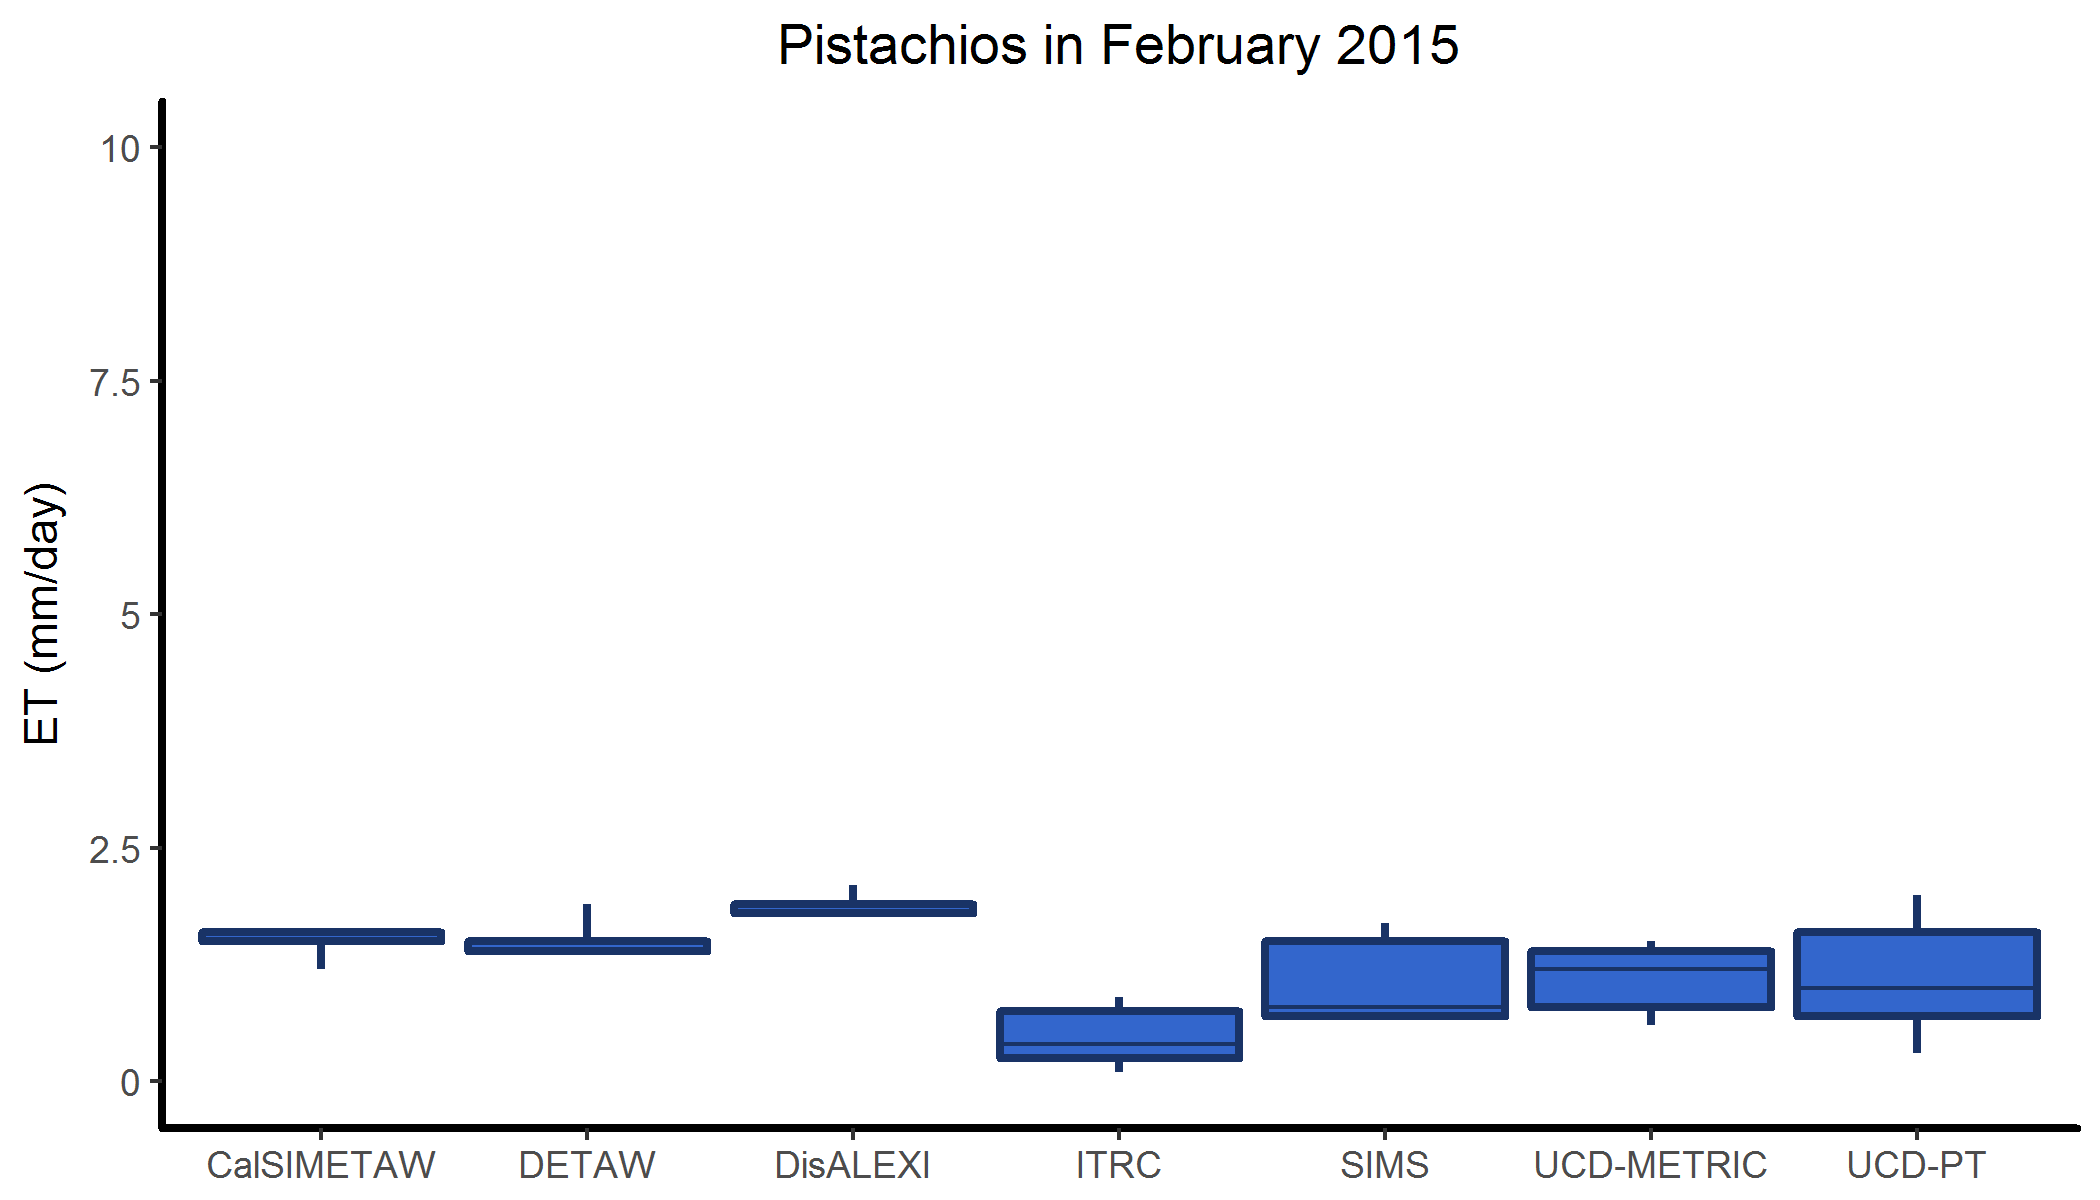 Pistachios in February 2015
ET (mm/day)
10
7.5
5
2.5
0
CalSIMETAW DETAW DisALEXI ITRC SIMS UCD-METRIC UCD-PT